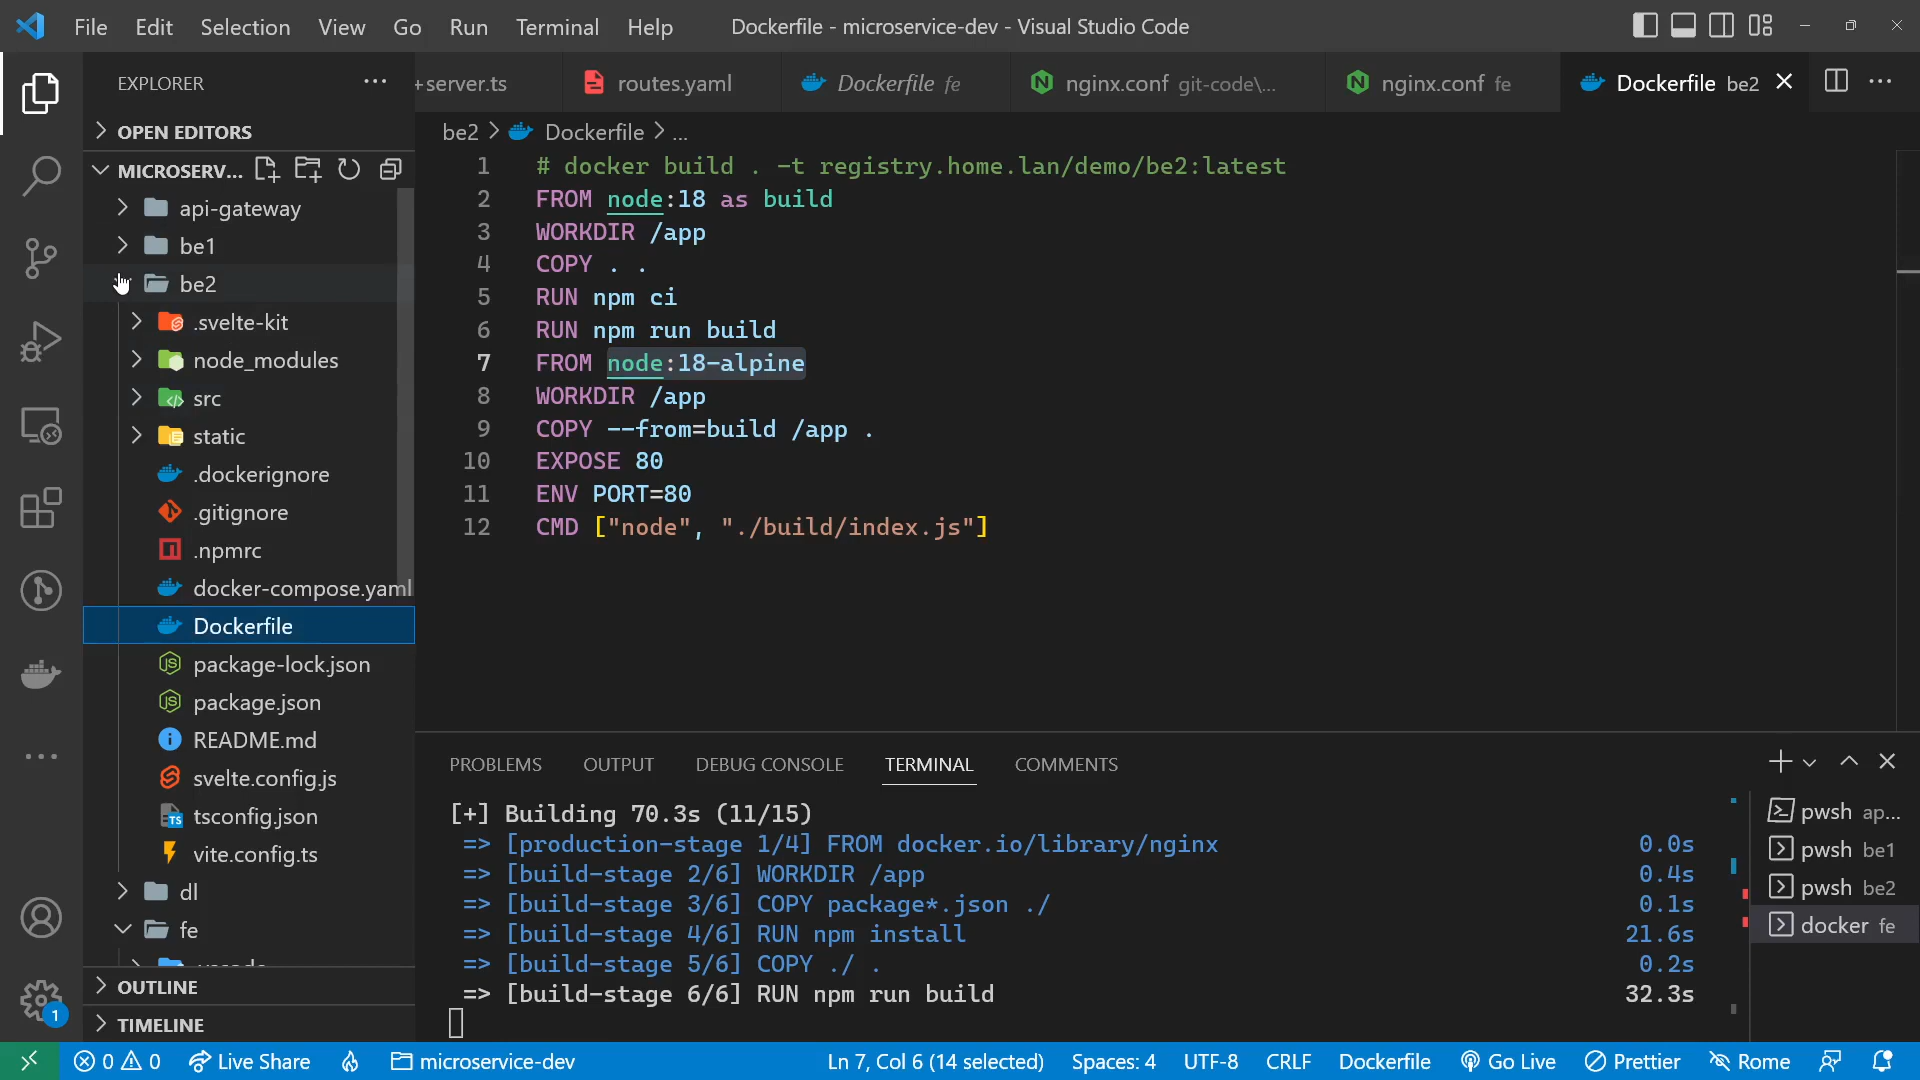 File Edit Selection View Go Run Terminal Help
Dockerfile - microservice-dev - Visual Studio Code
EXPLORER
OPEN EDITORS
MICROSERV...
api-gateway
be1
be2
.svelte-kit
node_modules
src
static
.dockerignore
.gitignore
.npmrc
docker-compose.yaml
Dockerfile
package-lock.json
package.json
README.md
svelte.config.js
tsconfig.json
vite.config.ts
dl
fe
OUTLINE
TIMELINE
+server.ts routes.yaml Dockerfile fe nginx.conf git-code\... nginx.conf fe Dockerfile be2
be2 > Dockerfile > ...
1 # docker build . -t registry.home.lan/demo/be2:latest
2 FROM node:18 as build
3 WORKDIR /app
4 COPY . .
5 RUN npm ci
6 RUN npm run build
7 FROM node:18-alpine
8 WORKDIR /app
9 COPY --from=build /app .
10 EXPOSE 80
11 ENV PORT=80
12 CMD ["node", "./build/index.js"]
PROBLEMS OUTPUT DEBUG CONSOLE TERMINAL COMMENTS
[+] Building 70.3s (11/15)
=> [production-stage 1/4] FROM docker.io/library/nginx 0.0s
=> [build-stage 2/6] WORKDIR /app 0.4s
=> [build-stage 3/6] COPY package*.json ./ 0.1s
=> [build-stage 4/6] RUN npm install 21.6s
=> [build-stage 5/6] COPY ./ . 0.2s
=> [build-stage 6/6] RUN npm run build 32.3s
pwsh ap...
pwsh be1
pwsh be2
docker fe
1
0 0 Live Share microservice-dev Ln 7, Col 6 (14 selected) Spaces: 4 UTF-8 CRLF Dockerfile Go Live Prettier Rome